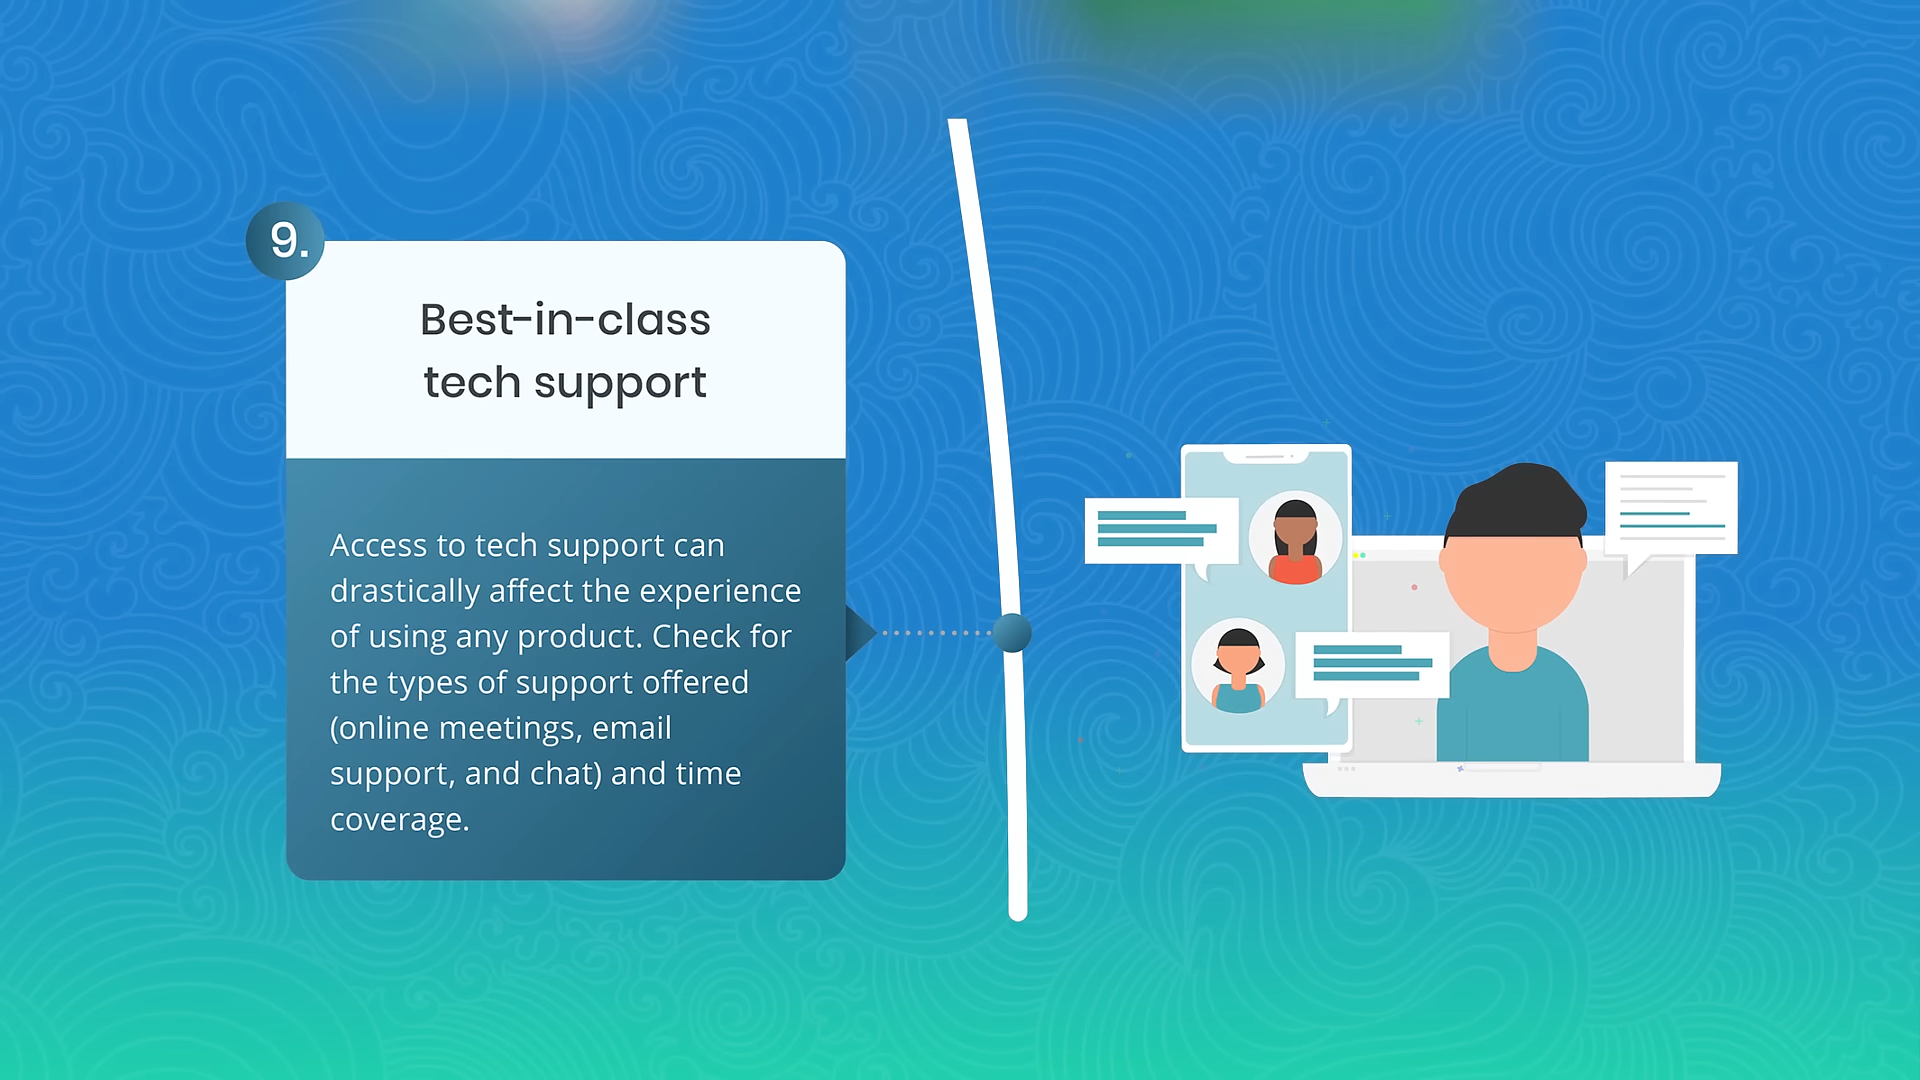 9.
Best-in-class
tech support
Access to tech support can
drastically affect the experience
of using any product. Check for
the types of support offered
(online meetings, email
support, and chat) and time
coverage.